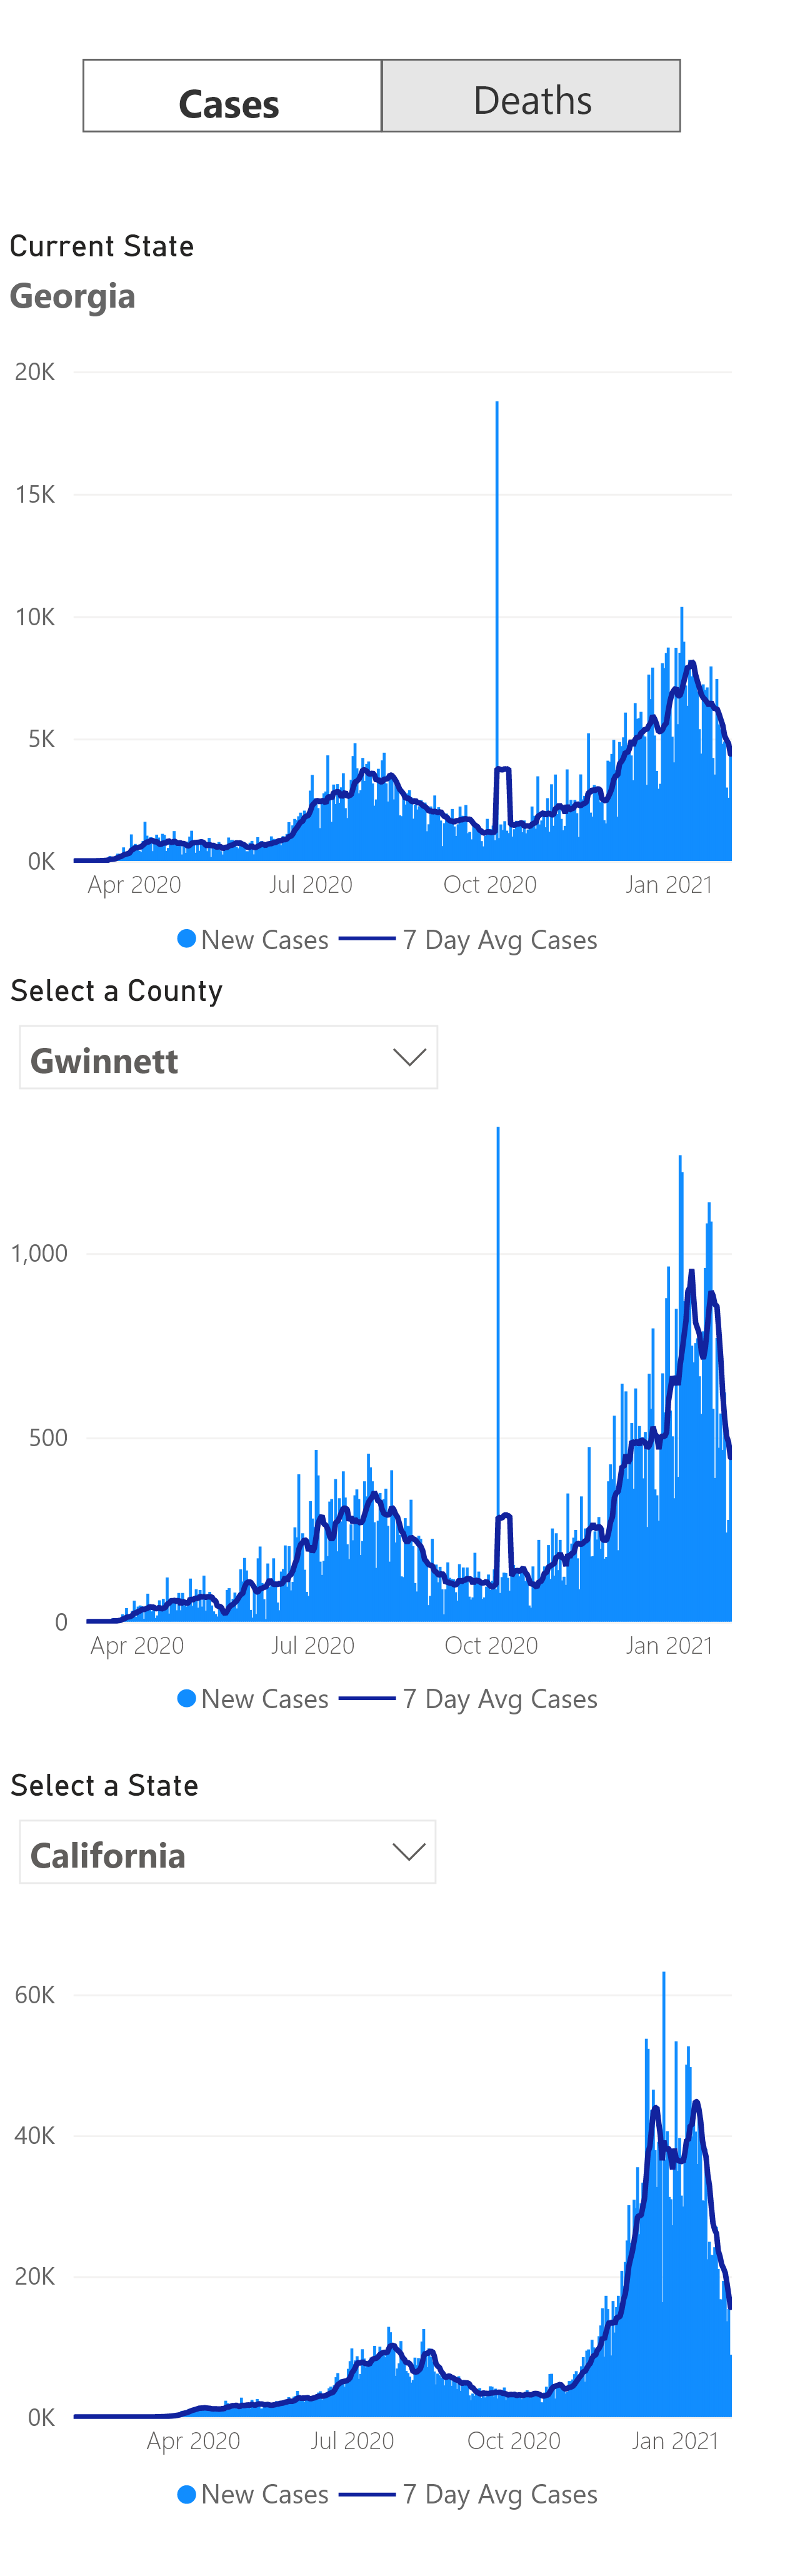 Cases Deaths
Current State
Georgia
20K
15K
10K
5K
0K
Apr 2020 Jul 2020 Oct 2020 Jan 2021
New Cases 7 Day Avg Cases
Select a County
Gwinnett
1,000
500
0
Apr 2020 Jul 2020 Oct 2020 Jan 2021
New Cases 7 Day Avg Cases
Select a State
California
60K
40K
20K
0K
Apr 2020 Jul 2020 Oct 2020 Jan 2021
New Cases 7 Day Avg Cases